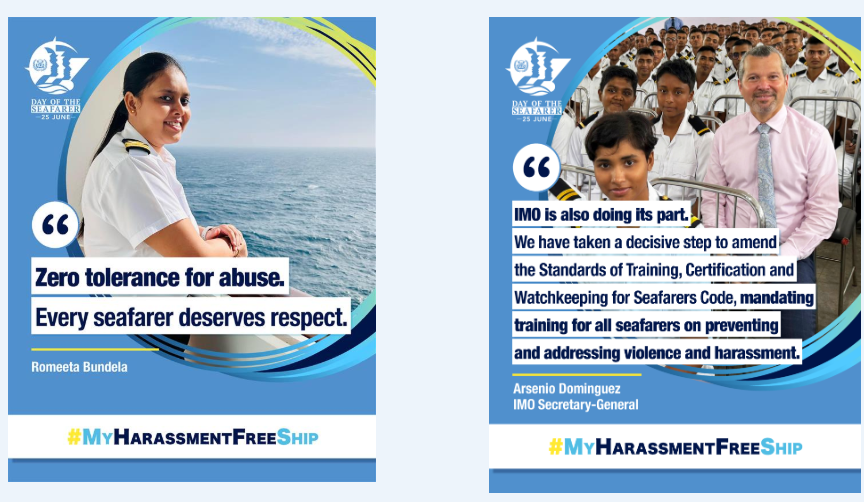 DAY OF THE
SEAFARER
25 JUNE
“
Zero tolerance for abuse.
Every seafarer deserves respect.
Romeeta Bundela
#MYHARASSMENTFREESHIP
DAY OF THE
SEAFARER
25 JUNE
“
IMO is also doing its part.
We have taken a decisive step to amend
the Standards of Training, Certification and
Watchkeeping for Seafarers Code, mandating
training for all seafarers on preventing
and addressing violence and harassment.
Arsenio Dominguez
IMO Secretary-General
#MYHARASSMENTFREESHIP